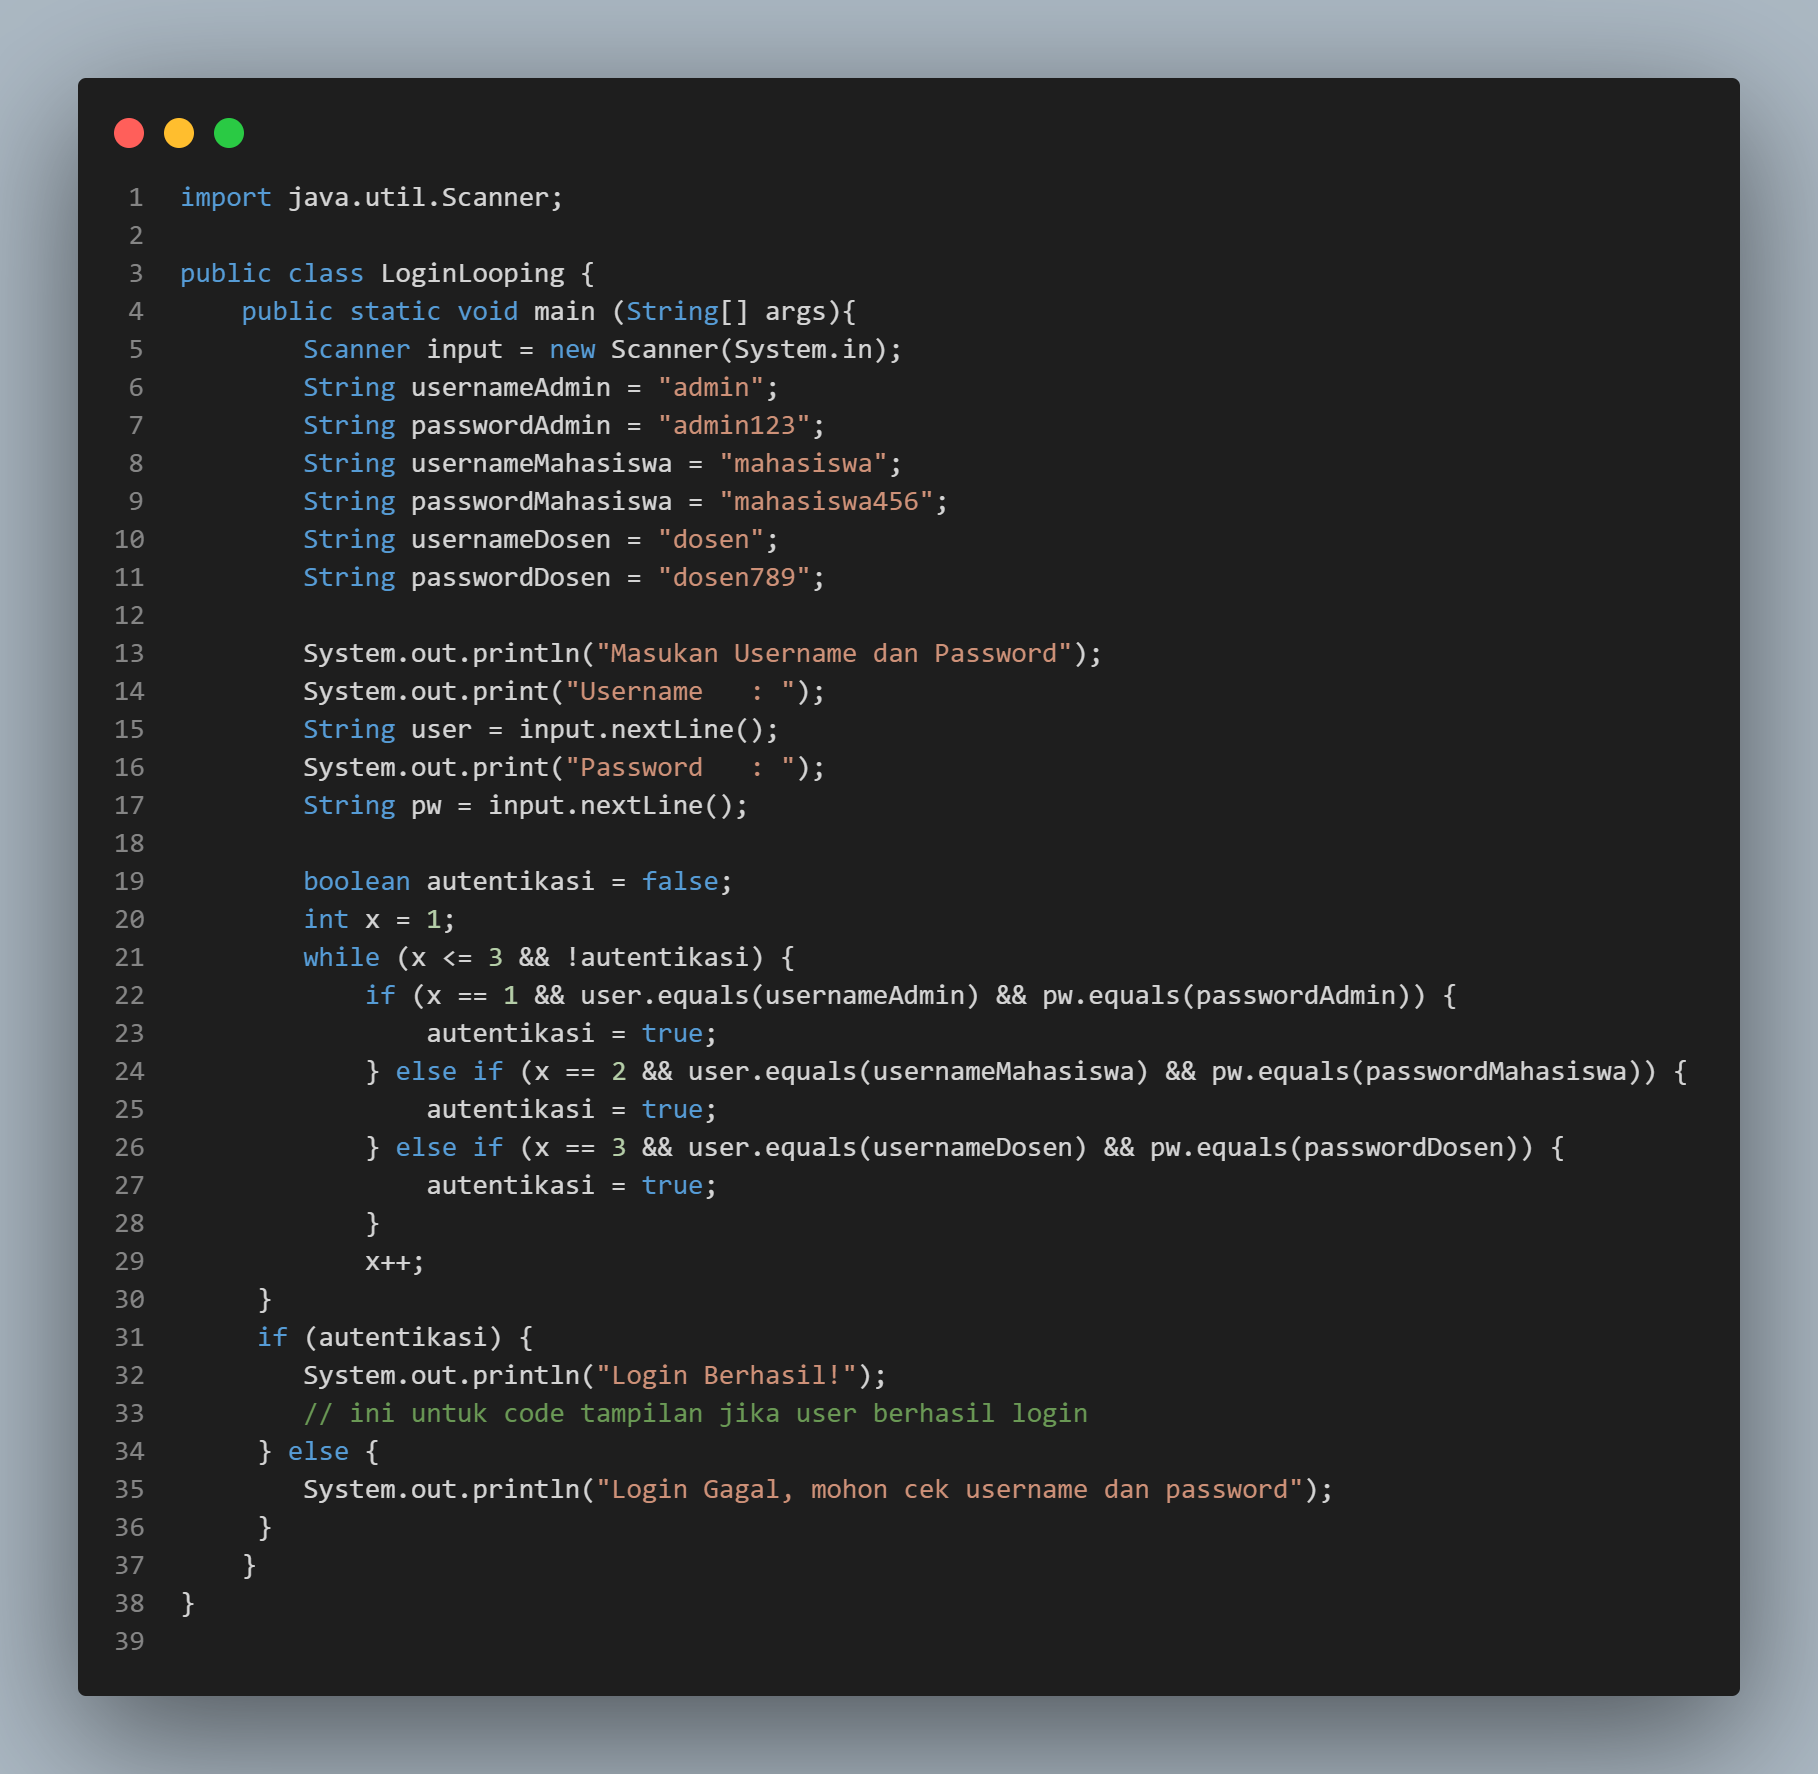 1 import java.util.Scanner;
2
3 public class LoginLooping {
4     public static void main (String[] args){
5         Scanner input = new Scanner(System.in);
6         String usernameAdmin = "admin";
7         String passwordAdmin = "admin123";
8         String usernameMahasiswa = "mahasiswa";
9         String passwordMahasiswa = "mahasiswa456";
10         String usernameDosen = "dosen";
11         String passwordDosen = "dosen789";
12
13         System.out.println("Masukan Username dan Password");
14         System.out.print("Username   : ");
15         String user = input.nextLine();
16         System.out.print("Password   : ");
17         String pw = input.nextLine();
18
19         boolean autentikasi = false;
20         int x = 1;
21         while (x <= 3 && !autentikasi) {
22             if (x == 1 && user.equals(usernameAdmin) && pw.equals(passwordAdmin)) {
23                 autentikasi = true;
24             } else if (x == 2 && user.equals(usernameMahasiswa) && pw.equals(passwordMahasiswa)) {
25                 autentikasi = true;
26             } else if (x == 3 && user.equals(usernameDosen) && pw.equals(passwordDosen)) {
27                 autentikasi = true;
28             }
29             x++;
30      }
31      if (autentikasi) {
32         System.out.println("Login Berhasil!");
33         // ini untuk code tampilan jika user berhasil login
34      } else {
35         System.out.println("Login Gagal, mohon cek username dan password");
36      }
37     }
38 }
39